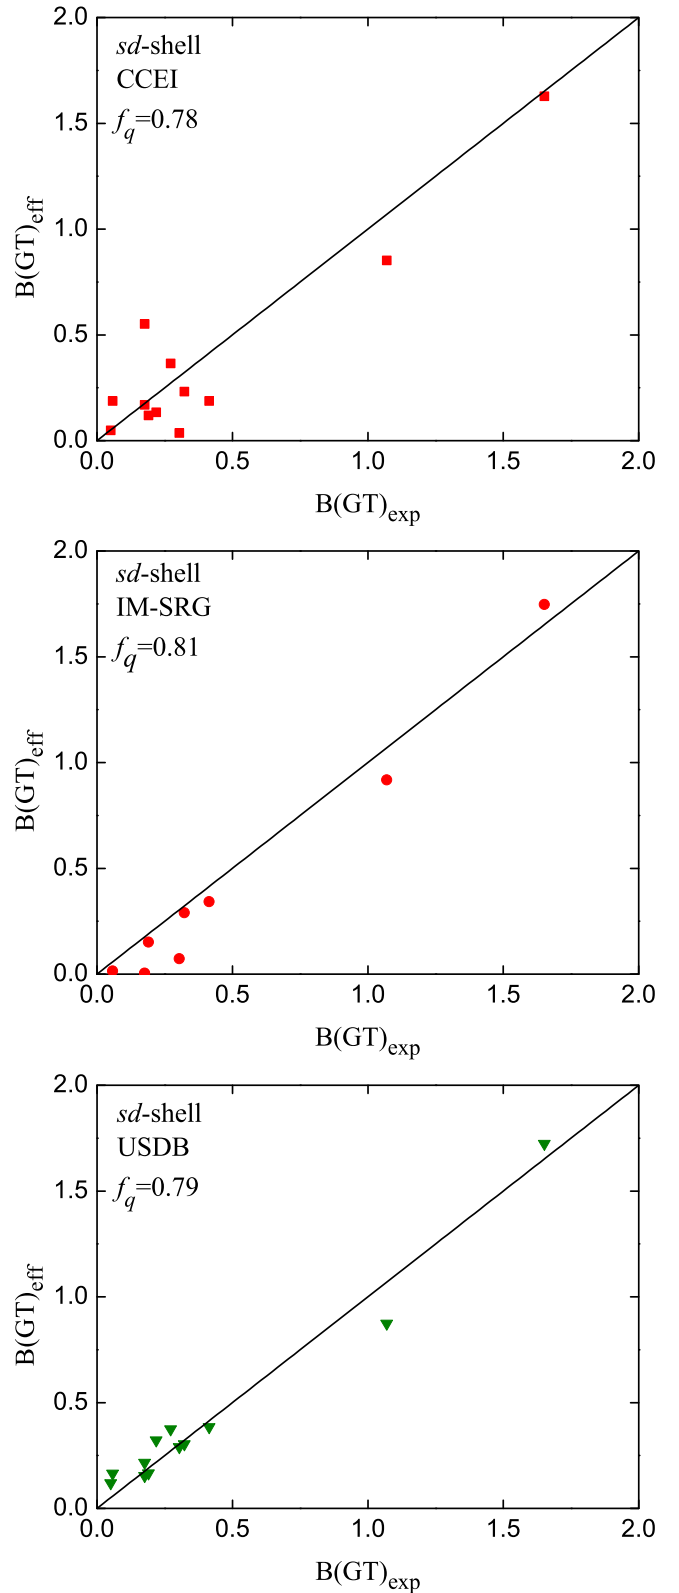 2.0
sd-shell
CCEI
f_q=0.78
1.5
1.0
0.5
0.0
B(GT)_eff
0.0 0.5 1.0 1.5 2.0
B(GT)_exp
2.0
sd-shell
IM-SRG
f_q=0.81
1.5
1.0
0.5
0.0
B(GT)_eff
0.0 0.5 1.0 1.5 2.0
B(GT)_exp
2.0
sd-shell
USDB
f_q=0.79
1.5
1.0
0.5
0.0
B(GT)_eff
0.0 0.5 1.0 1.5 2.0
B(GT)_exp